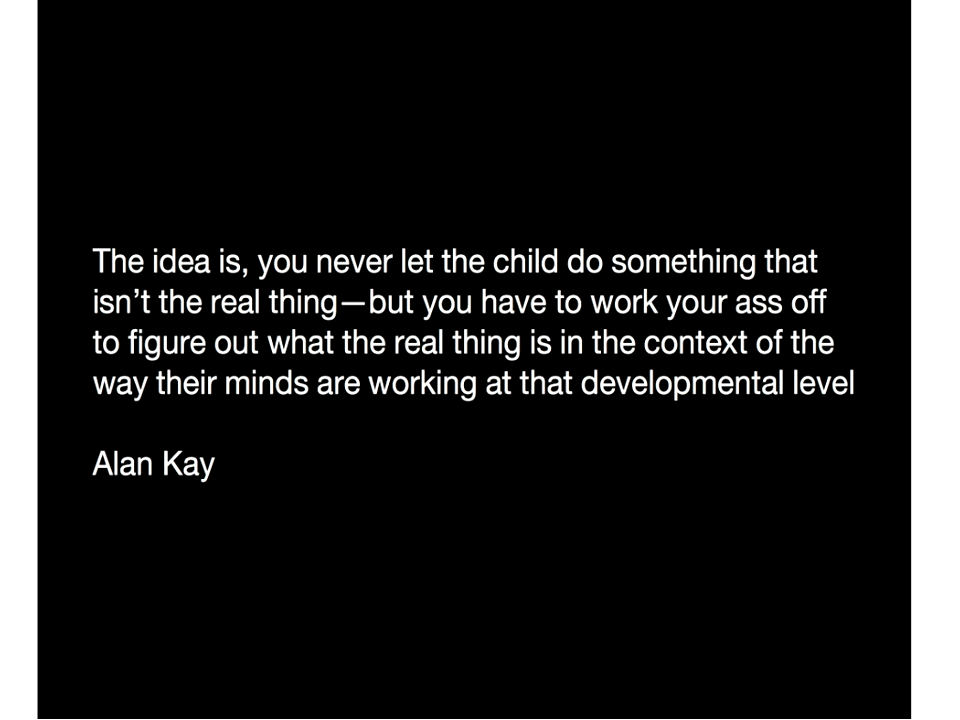 The idea is, you never let the child do something that
isn’t the real thing—but you have to work your ass off
to figure out what the real thing is in the context of the
way their minds are working at that developmental level
Alan Kay